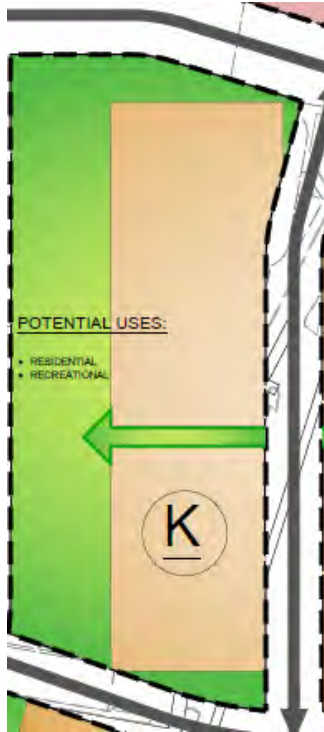 POTENTIAL USES:
• RESIDENTIAL
• RECREATIONAL
K